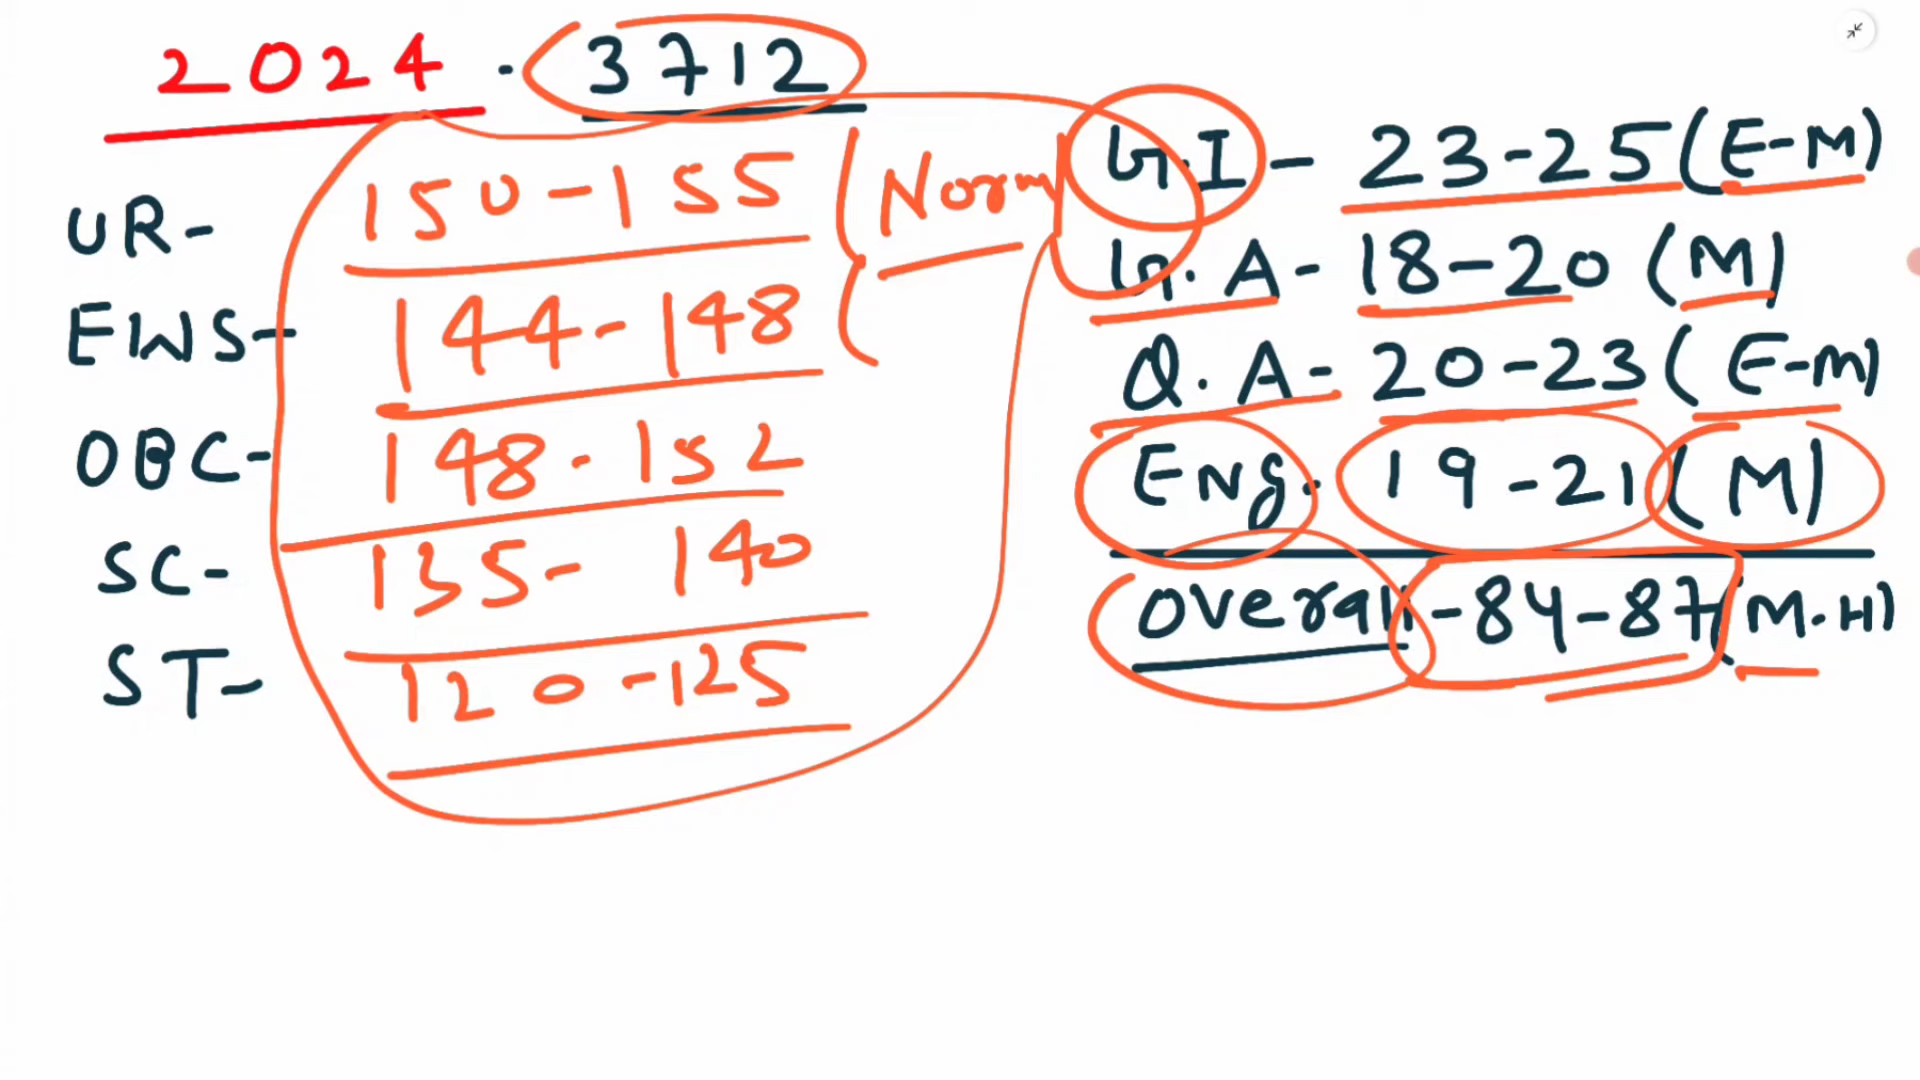 2024 - 3712
UR- 150-155 (Norm
EWS- 144-148
OBC- 148-152
SC- 135-140
ST- 120-125
G.I - 23-25 (E-M)
G.A- 18-20 (M)
Q.A- 20-23 (E-M)
Eng- 19-21 (M)
Overall - 84-87 (M.H)